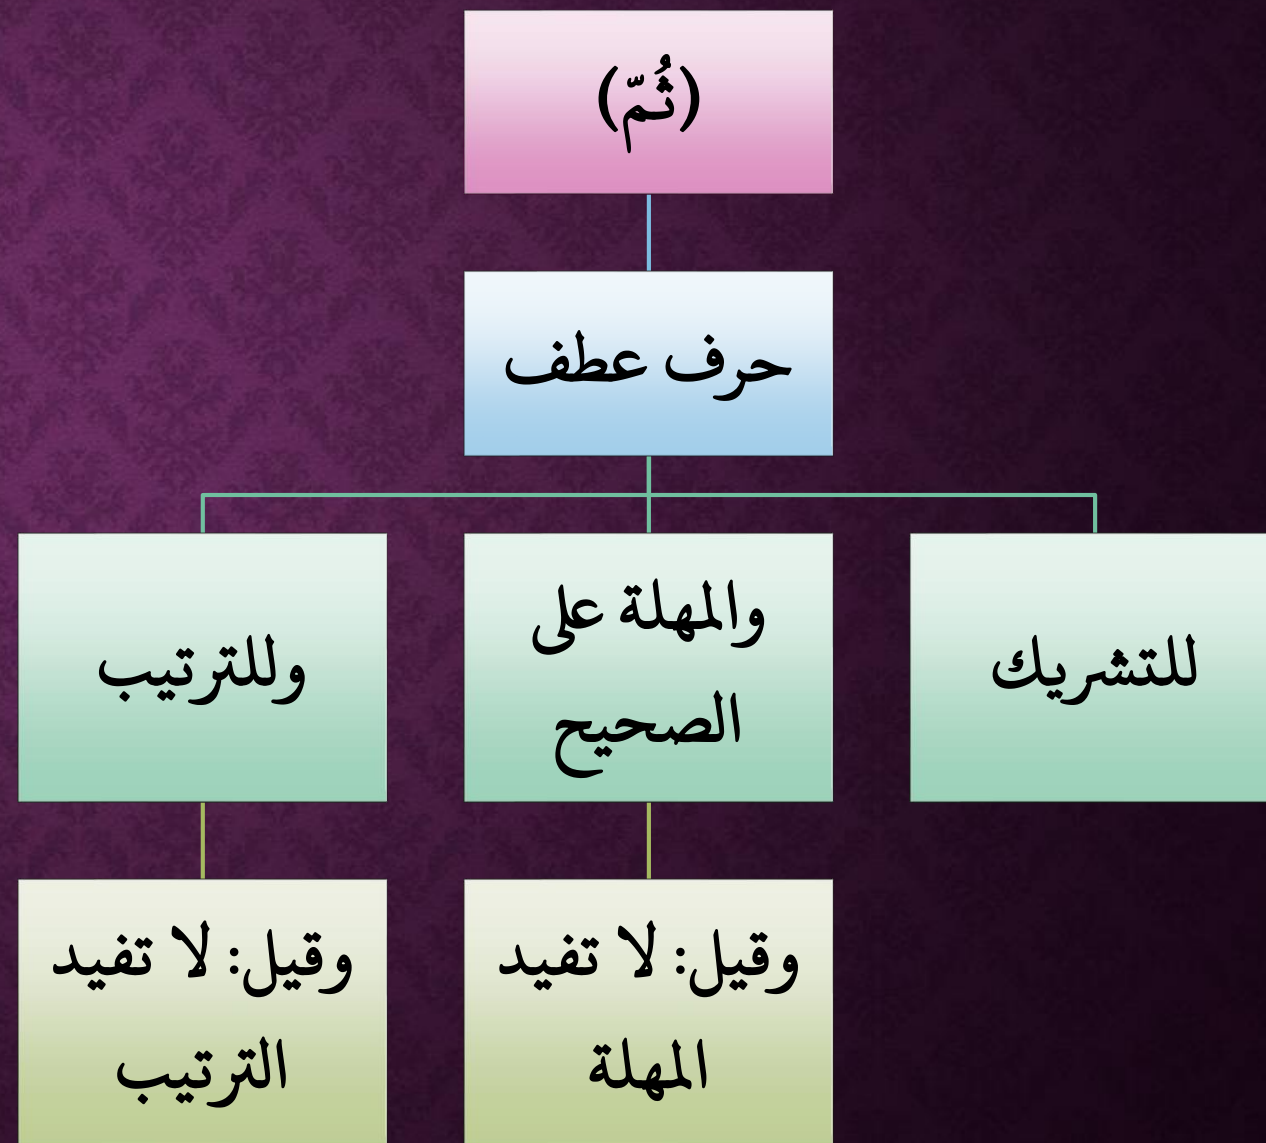 (ثُمّ)
حرف عطف
للتشريك
والمهلة على
الصحيح
وللترتيب
وقيل: لا تفيد
المهلة
وقيل: لا تفيد
الترتيب